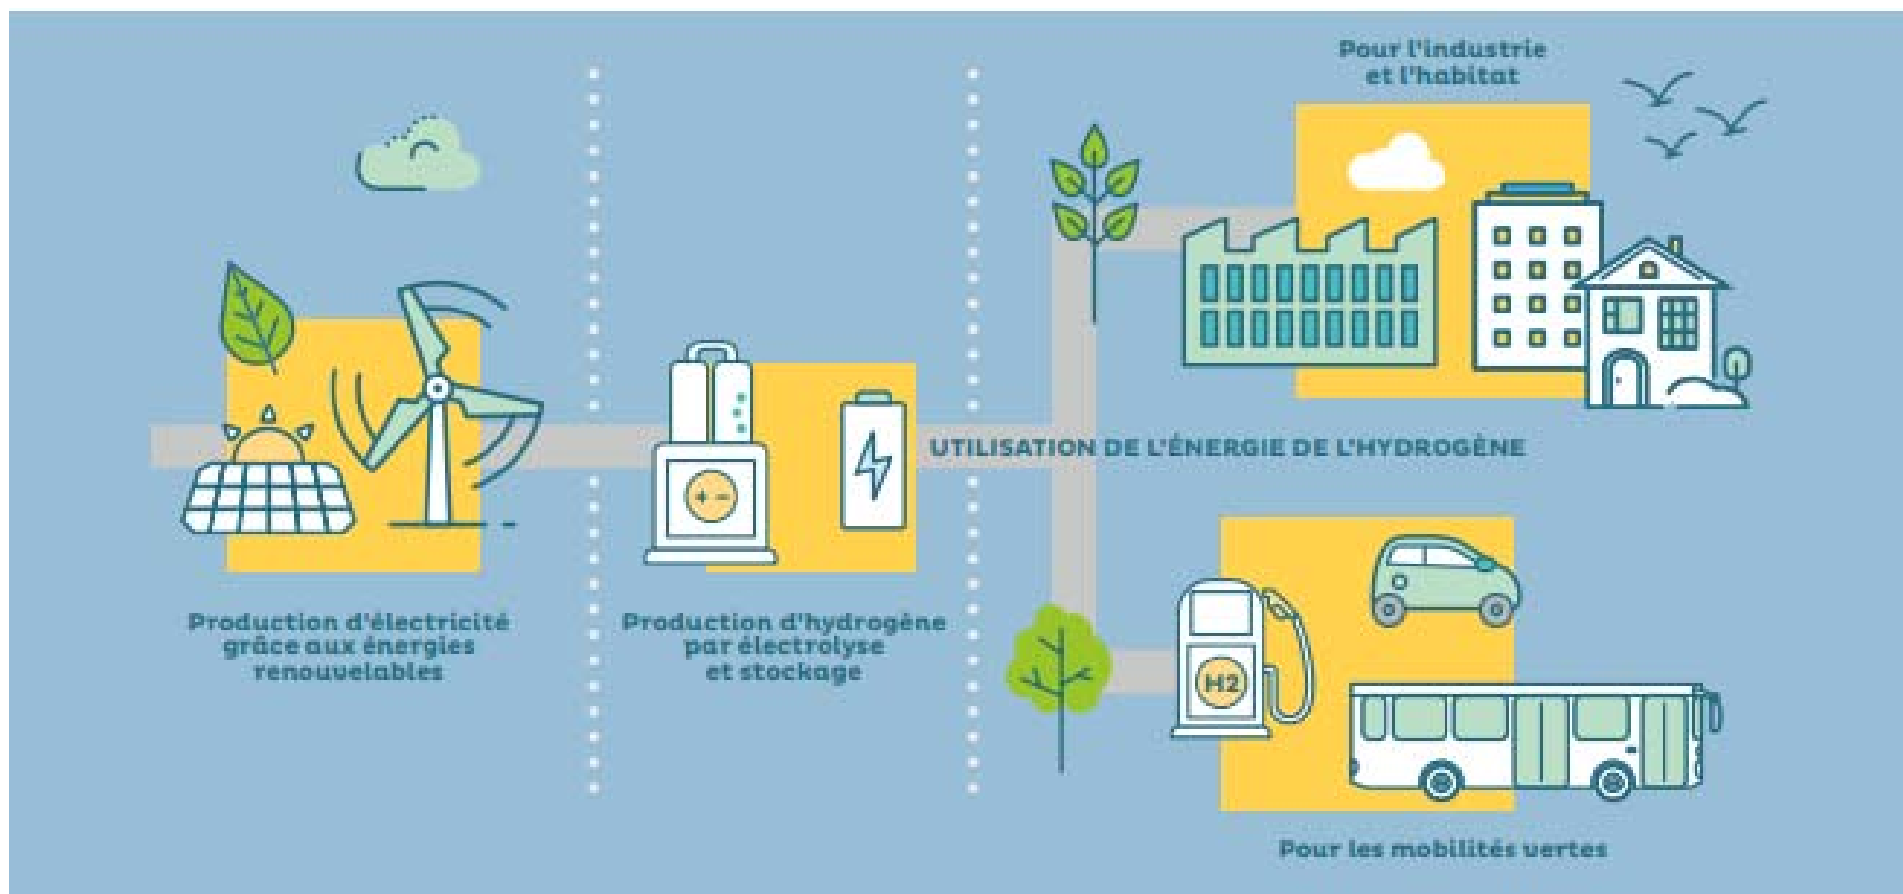 Production d'électricité
grâce aux énergies
renouvelables
Production d'hydrogène
par électrolyse
et stockage
+ -
UTILISATION DE L'ÉNERGIE DE L'HYDROGÈNE
Pour l'industrie
et l'habitat
H2
Pour les mobilités vertes